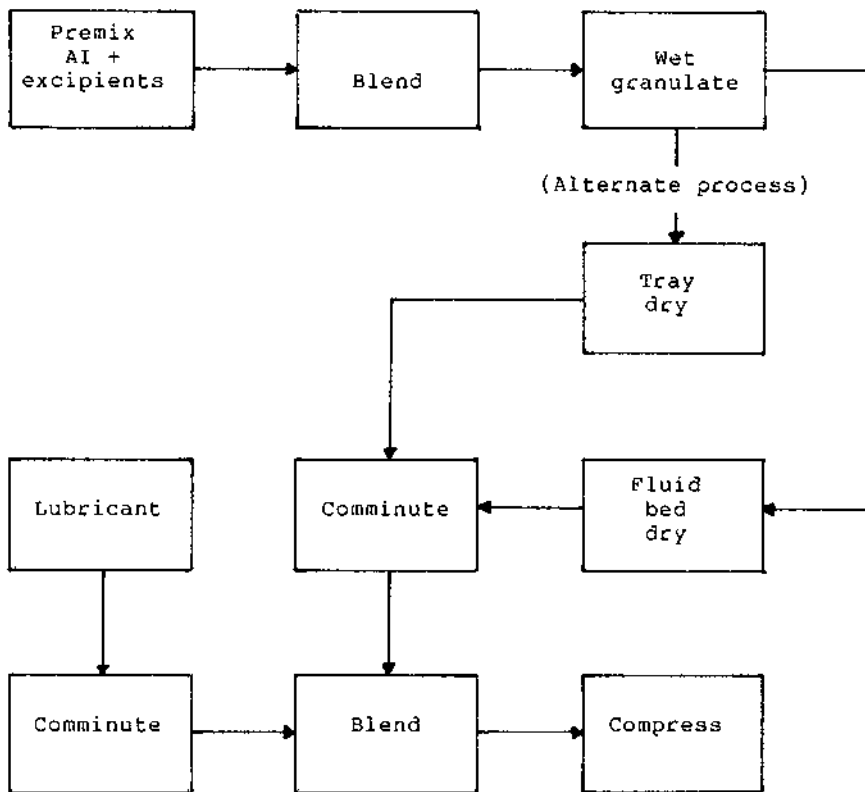 Premix
AI +
excipients
Blend
Wet
granulate
(Alternate process)
Tray
dry
Lubricant
Comminute
Fluid
bed
dry
Comminute
Blend
Compress